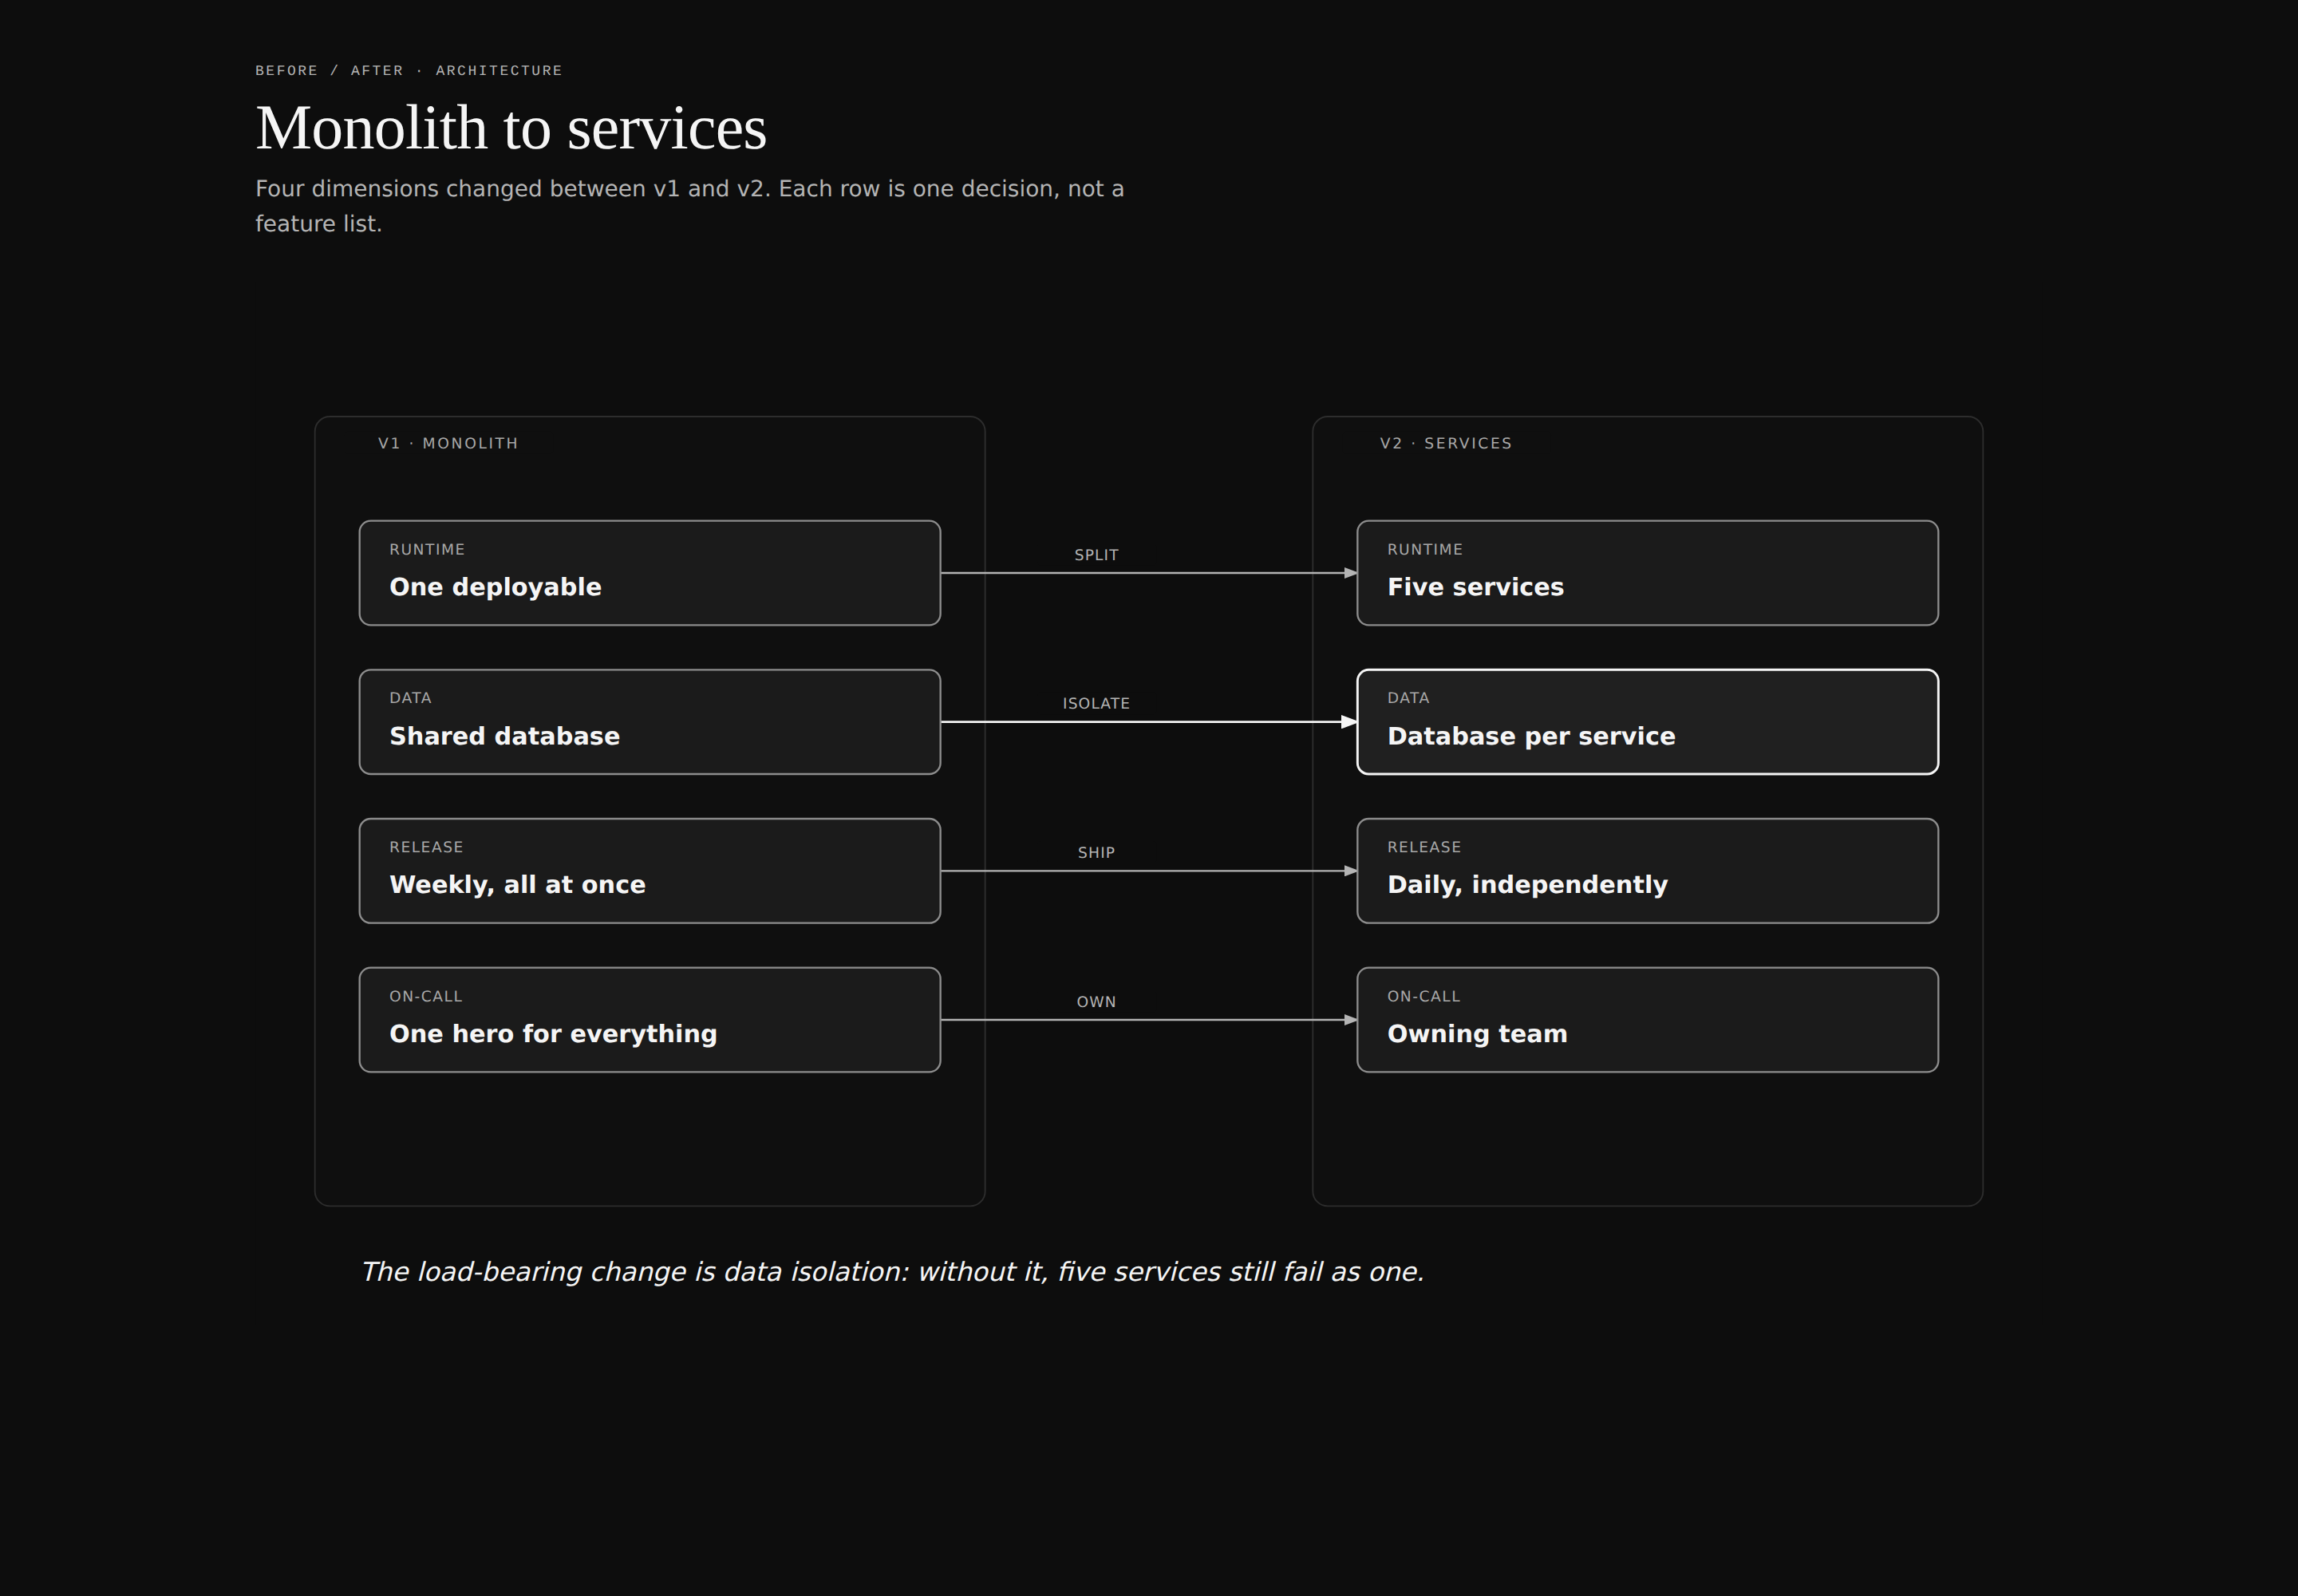 BEFORE / AFTER · ARCHITECTURE
Monolith to services
Four dimensions changed between v1 and v2. Each row is one decision, not a
feature list.
V1 · MONOLITH
RUNTIME
One deployable
DATA
Shared database
RELEASE
Weekly, all at once
ON-CALL
One hero for everything
SPLIT
ISOLATE
SHIP
OWN
V2 · SERVICES
RUNTIME
Five services
DATA
Database per service
RELEASE
Daily, independently
ON-CALL
Owning team
The load-bearing change is data isolation: without it, five services still fail as one.